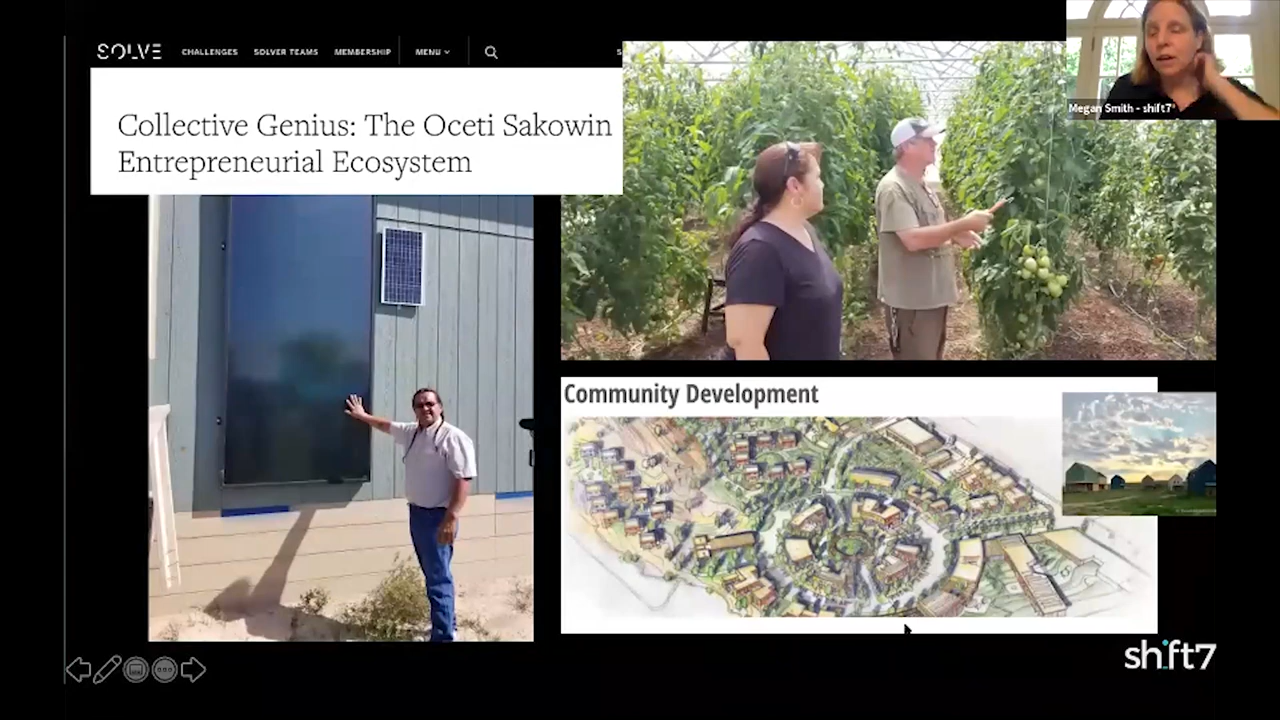 SOLVE CHALLENGES SOLVER TEAMS MEMBERSHIP MENU S
Collective Genius: The Oceti Sakowin
Entrepreneurial Ecosystem
Megan Smith - shift7
Community Development
shift7